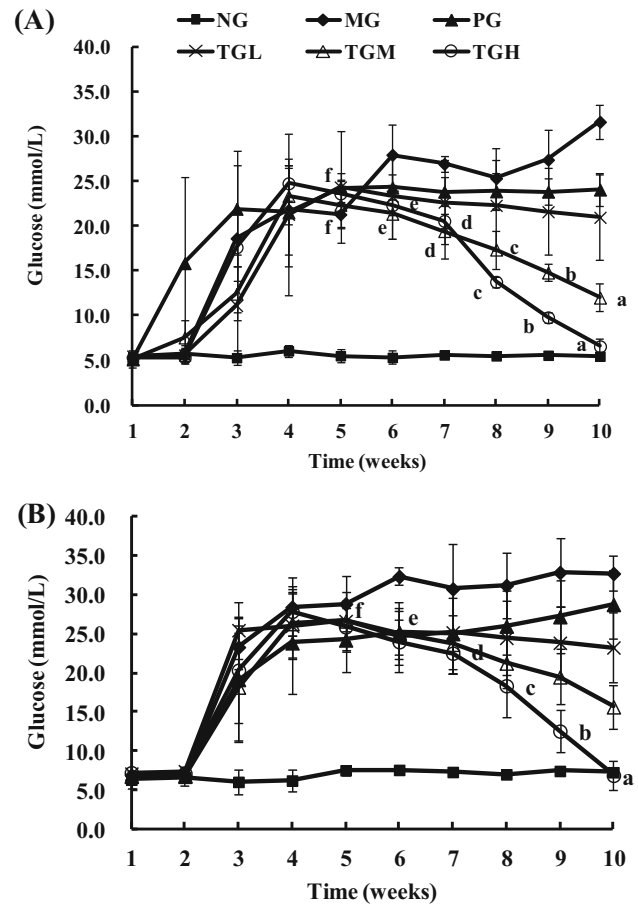 (A)
NG MG PG
TGL TGM TGH
40.0
35.0
30.0
25.0
20.0
15.0
10.0
5.0
0.0
Glucose (mmol/L)
f
f
e
e
d
d
c
c
b
b
a
a
1 2 3 4 5 6 7 8 9 10
Time (weeks)
(B)
40.0
35.0
30.0
25.0
20.0
15.0
10.0
5.0
0.0
Glucose (mmol/L)
f
e
d
c
b
a
1 2 3 4 5 6 7 8 9 10
Time (weeks)